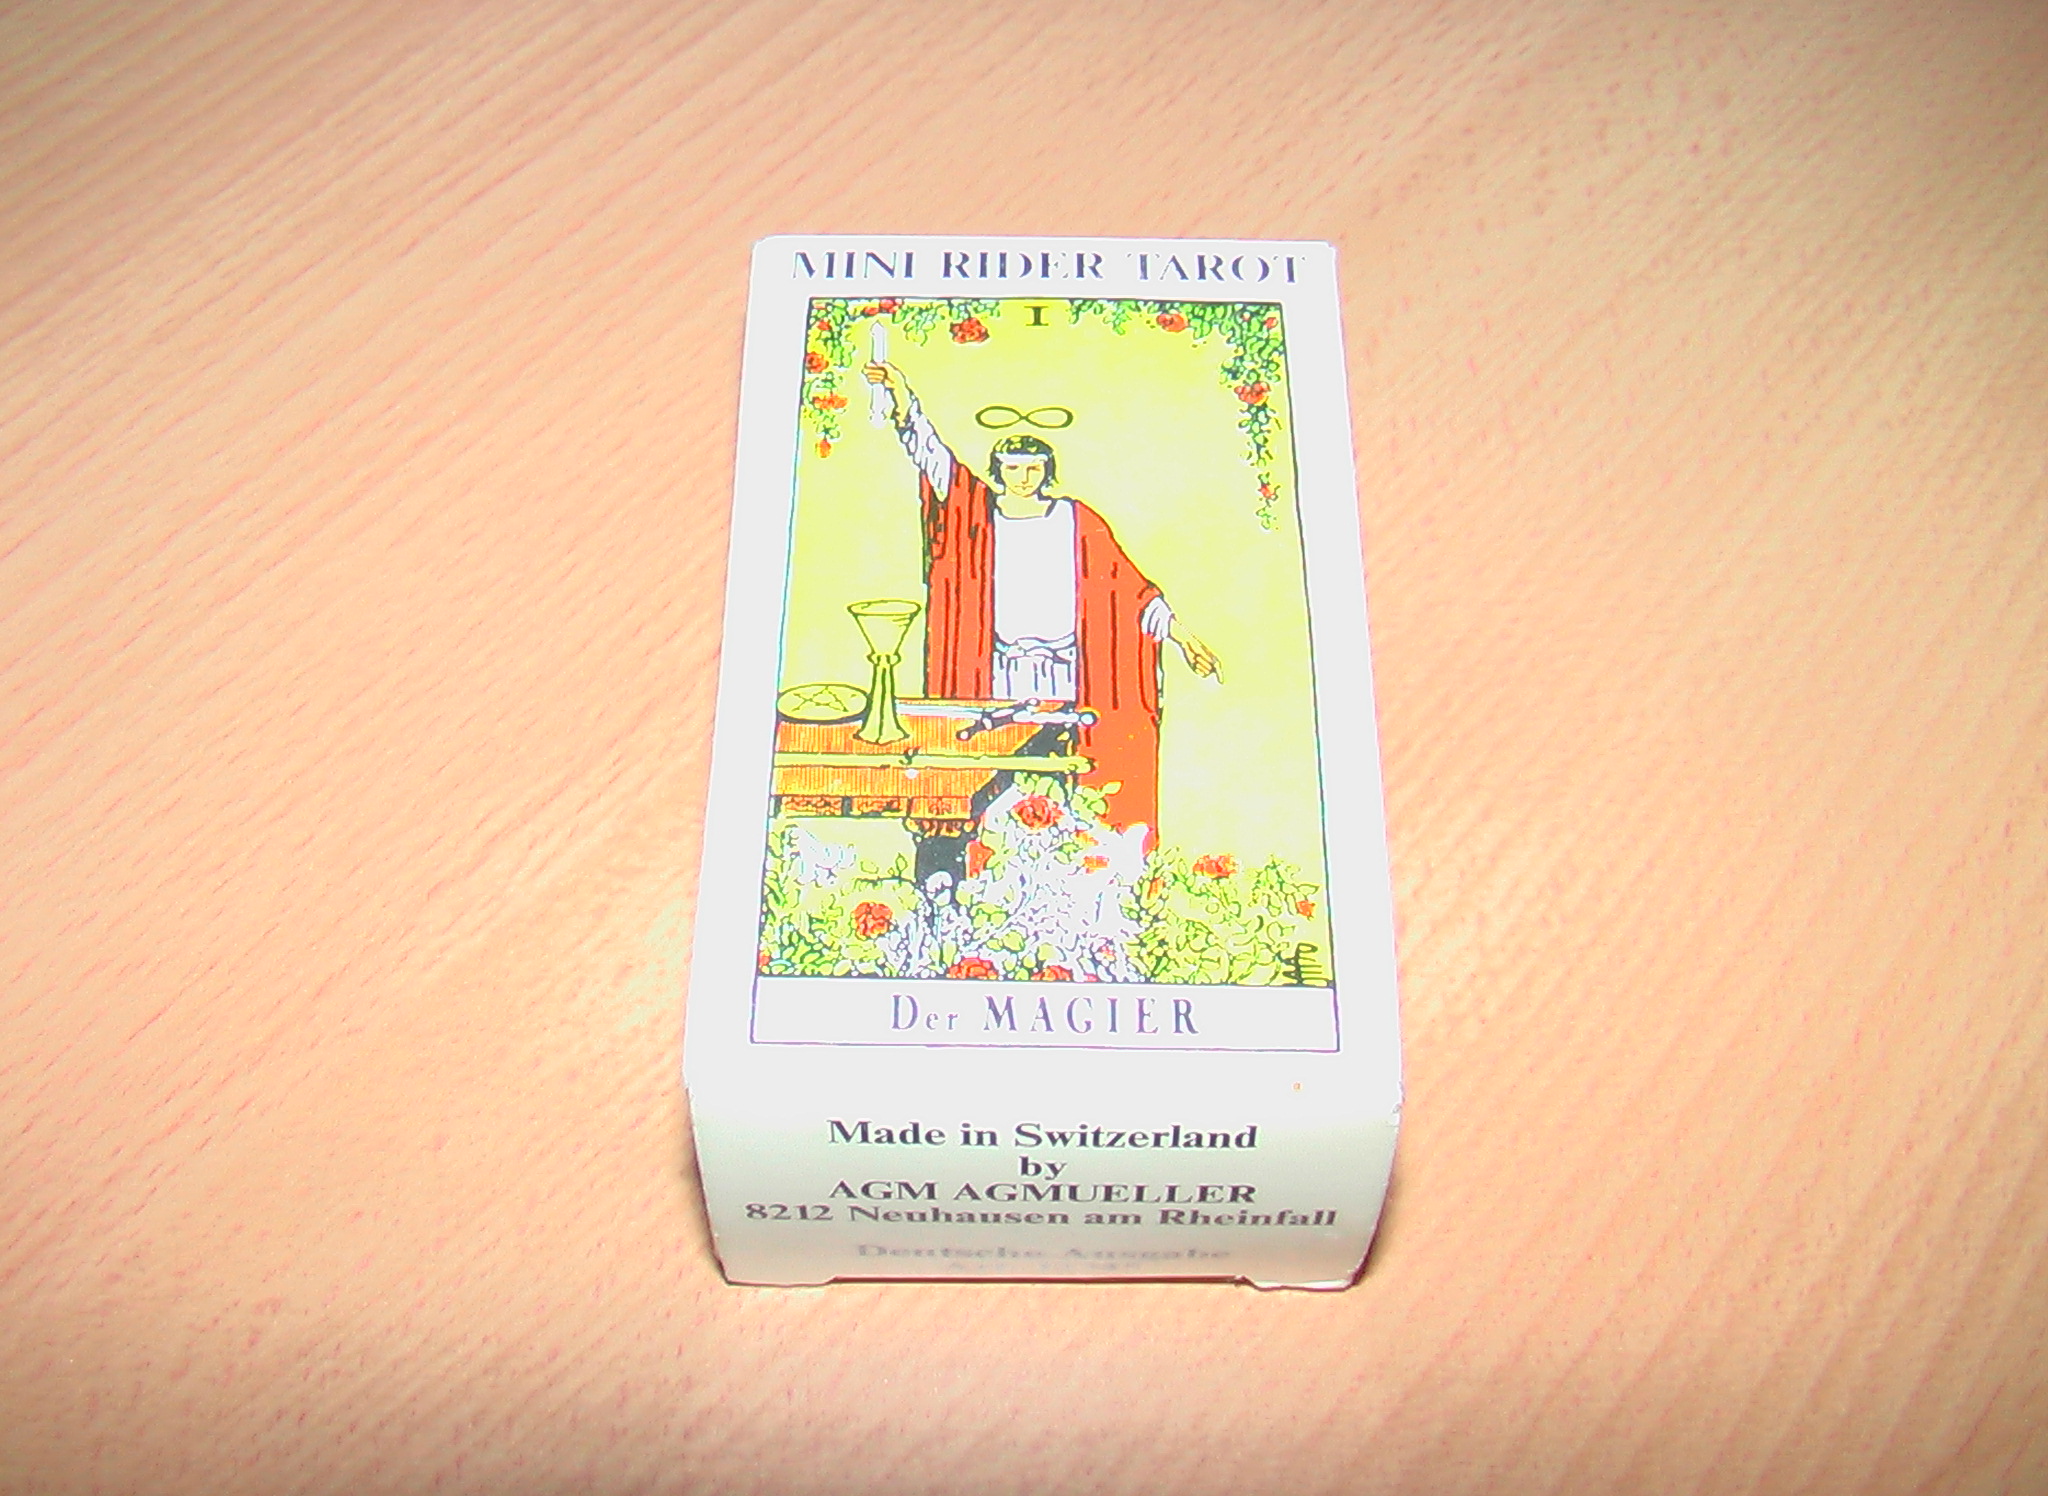 MINI RIDER TAROT
I
Der MAGIER
Made in Switzerland
by
AGM AGMUELLER
8212 Neuhausen am Rheinfall
Deutsche Ausgabe